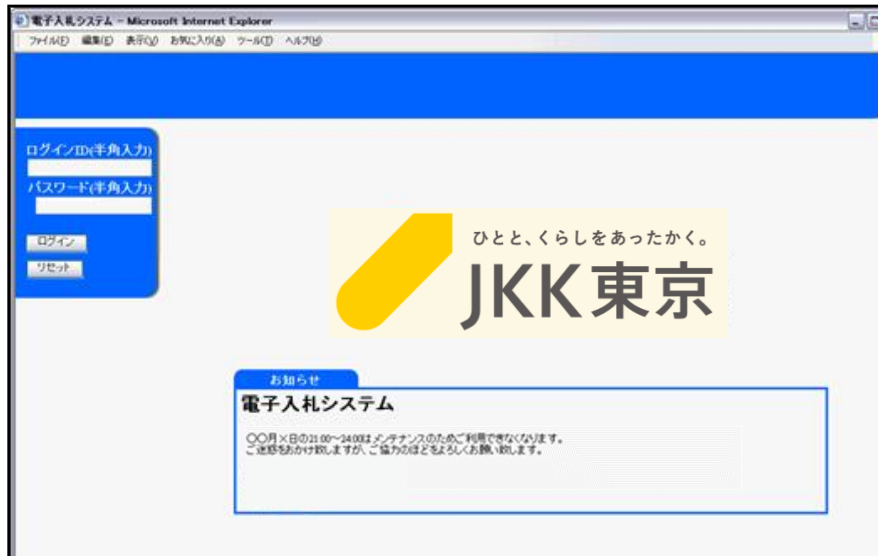 電子入札システム - Microsoft Internet Explorer
ファイル(F) 編集(E) 表示(V) お気に入り(A) ツール(T) ヘルプ(H)
ログインID(半角入力)
パスワード(半角入力)
ログイン
リセット
ひとと、くらしをあったかく。
JKK東京
お知らせ
電子入札システム
〇〇月×日の21:00～24:00はメンテナンスのためご利用できなくなります。
ご迷惑をおかけ致しますが、ご協力のほどをよろしくお願い致します。